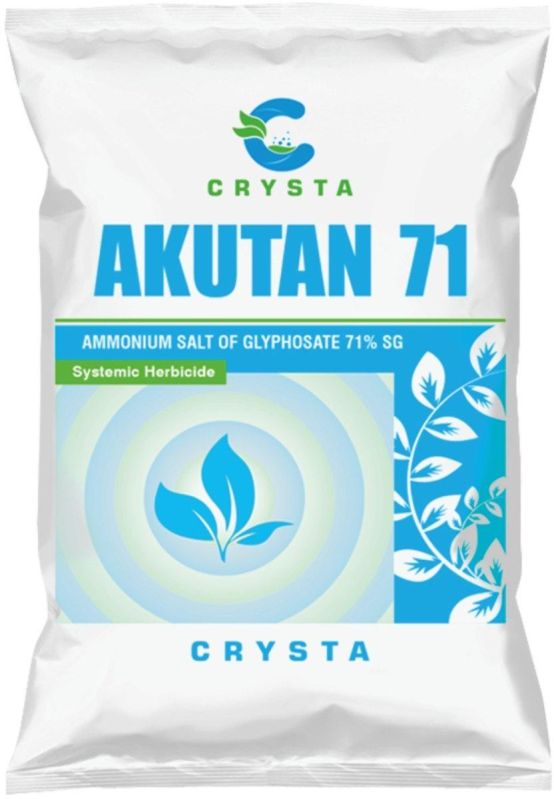 CRYSTA
AKUTAN 71
AMMONIUM SALT OF GLYPHOSATE 71% SG
Systemic Herbicide
CRYSTA